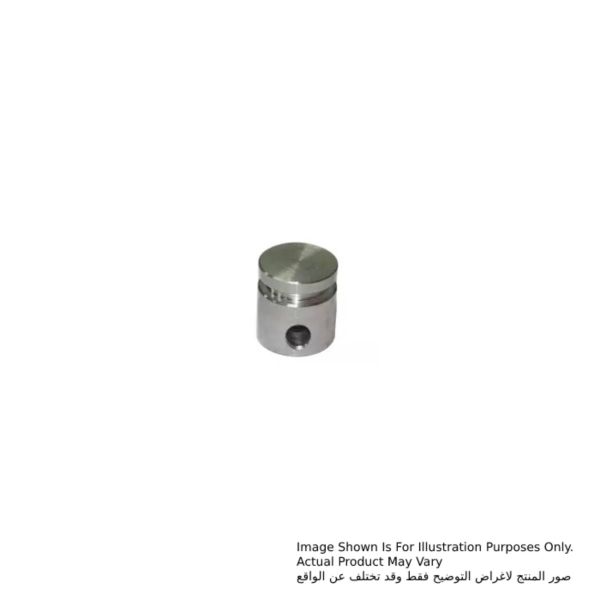 Image Shown Is For Illustration Purposes Only.
Actual Product May Vary
صور المنتج لاغراض التوضيح فقط وقد تختلف عن الواقع